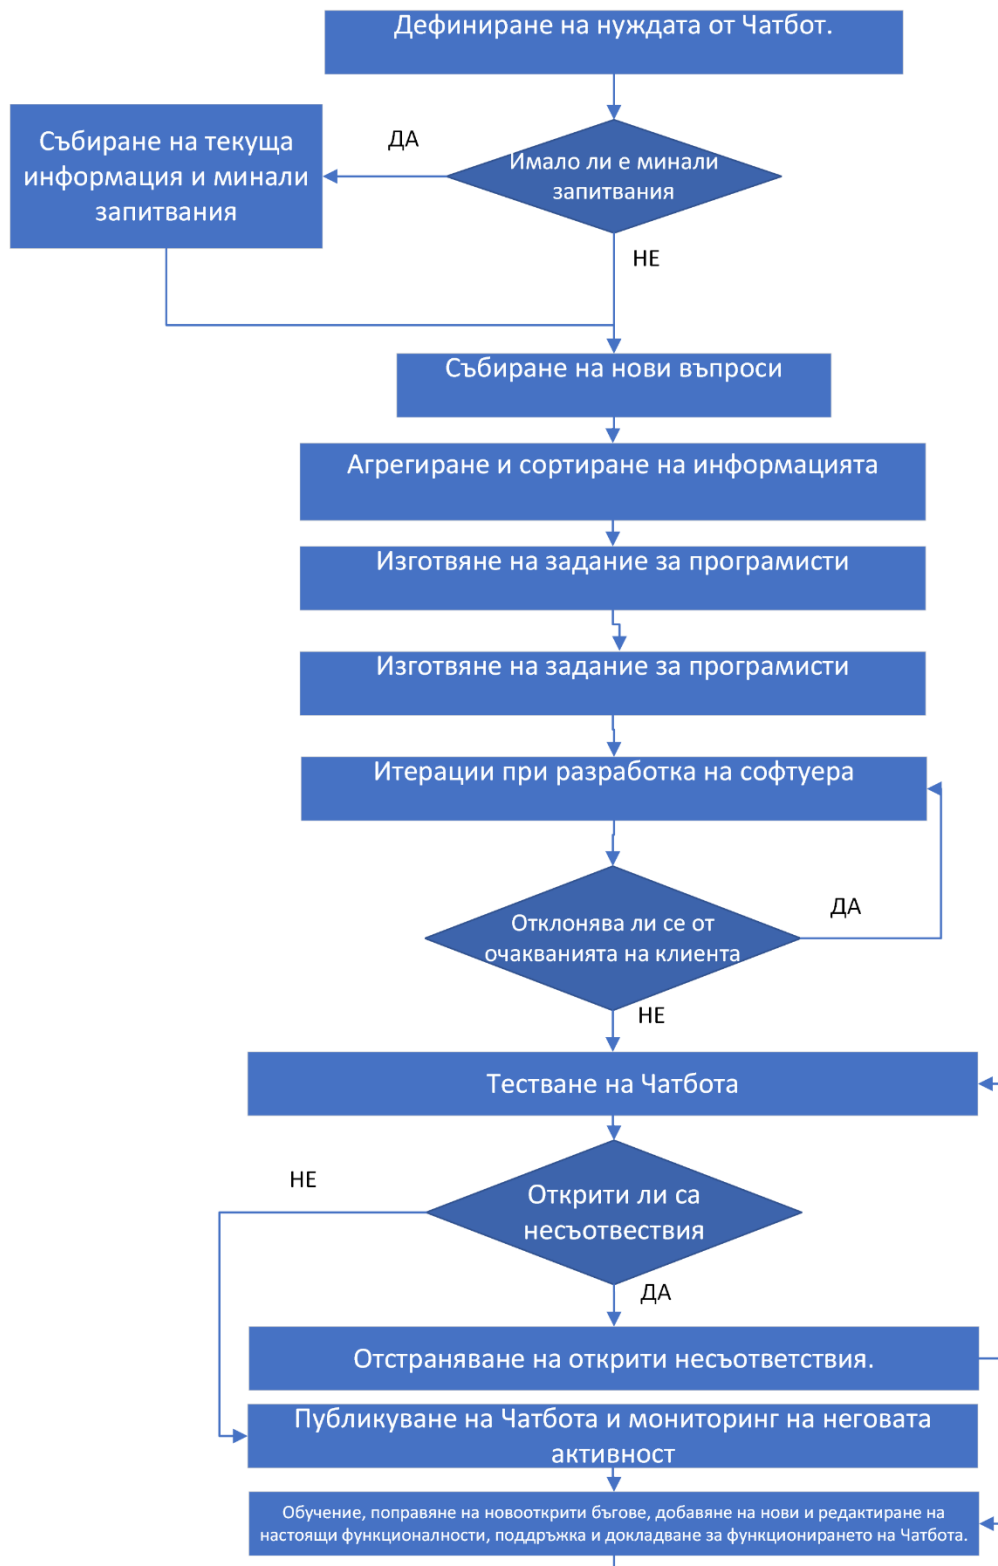 Дефиниране на нуждата от Чатбот.
ДА
Събиране на текуща
информация и минали
запитвания
Имало ли е минали
запитвания
НЕ
Събиране на нови въпроси
Агрегиране и сортиране на информацията
Изготвяне на задание за програмисти
Изготвяне на задание за програмисти
Итерации при разработка на софтуера
Отклонява ли се от
очакванията на клиента
ДА
НЕ
Тестване на Чатбота
НЕ
Открити ли са
несъотвествия
ДА
Отстраняване на открити несъответствия.
Публикуване на Чатбота и мониторинг на неговата
активност
Обучение, поправяне на новооткрити бъгове, добавяне на нови и редактиране на
настоящи функционалности, поддръжка и докладване за функционирането на Чатбота.